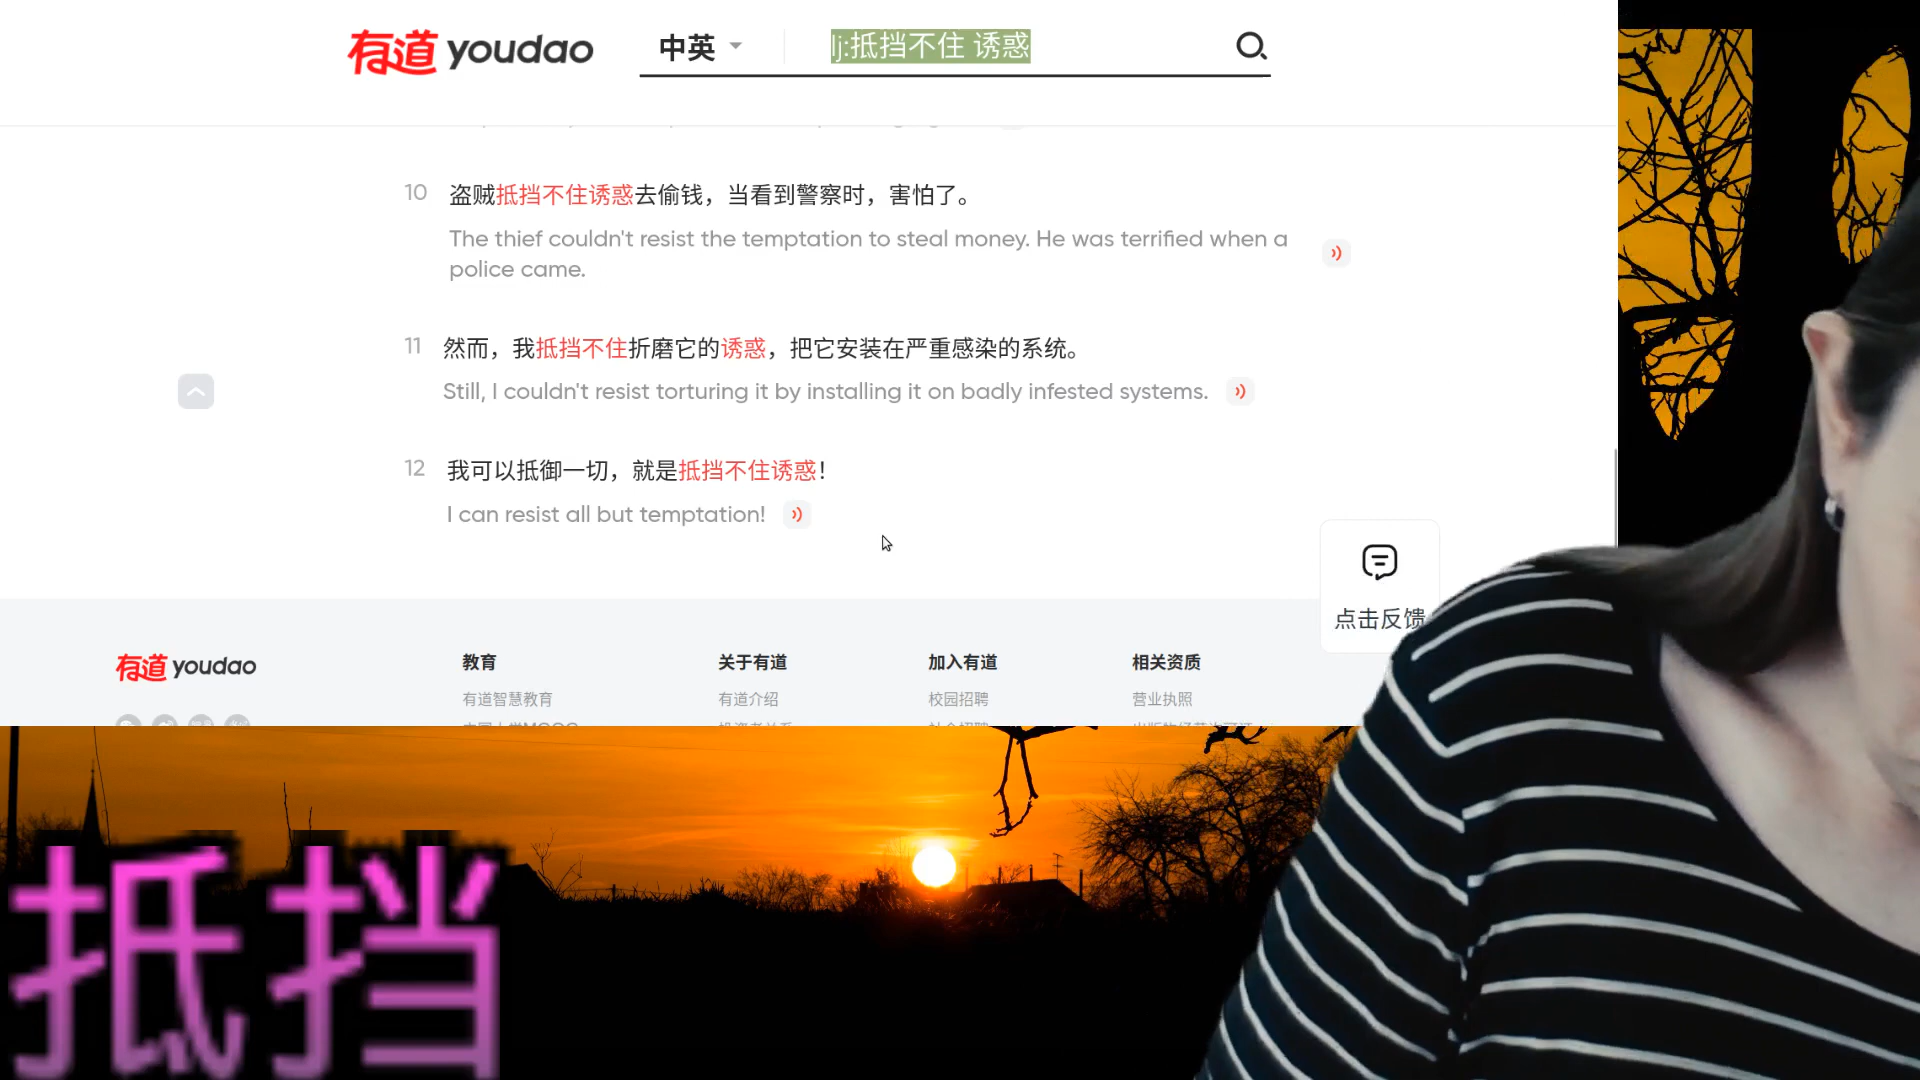 有道 youdao
中英
lj:抵挡不住 诱惑
10
盗贼抵挡不住诱惑去偷钱，当看到警察时，害怕了。
The thief couldn't resist the temptation to steal money. He was terrified when a
police came.
11
然而，我抵挡不住折磨它的诱惑，把它安装在严重感染的系统。
Still, I couldn't resist torturing it by installing it on badly infested systems.
12
我可以抵御一切，就是抵挡不住诱惑！
I can resist all but temptation!
点击反馈
有道 youdao
教育
关于有道
加入有道
相关资质
有道智慧教育
有道介绍
校园招聘
营业执照
抵挡